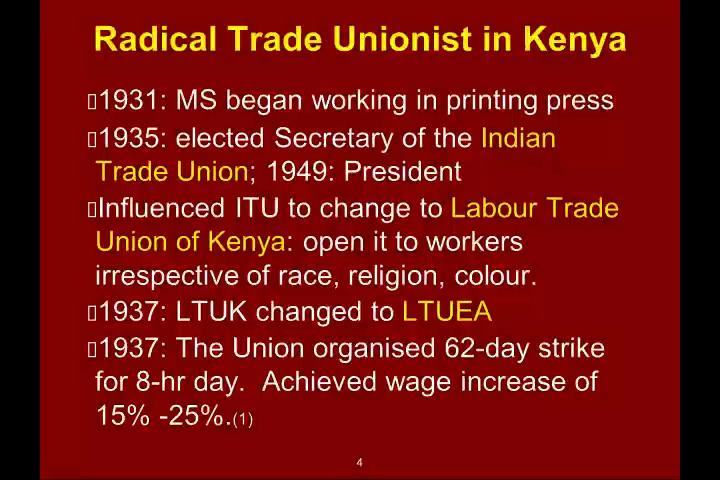 Radical Trade Unionist in Kenya
▯1931: MS began working in printing press
▯1935: elected Secretary of the Indian
Trade Union; 1949: President
▯Influenced ITU to change to Labour Trade
Union of Kenya: open it to workers
irrespective of race, religion, colour.
▯1937: LTUK changed to LTUEA
▯1937: The Union organised 62-day strike
for 8-hr day.  Achieved wage increase of
15% -25%.(1)
4